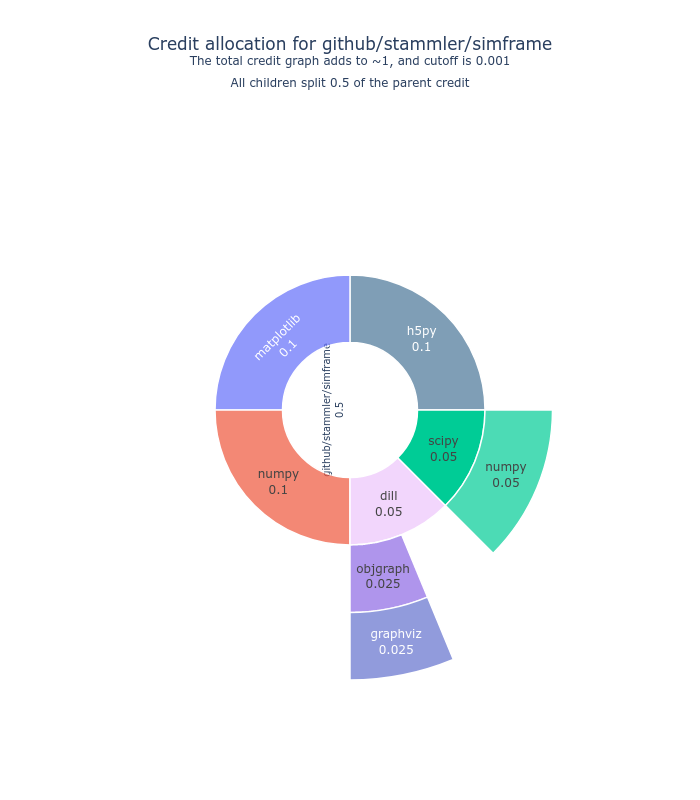 Credit allocation for github/stammler/simframe
The total credit graph adds to ~1, and cutoff is 0.001
All children split 0.5 of the parent credit
matplotlib
0.1
h5py
0.1
github/stammler/simframe
0.5
scipy
0.05
numpy
0.05
numpy
0.1
dill
0.05
objgraph
0.025
graphviz
0.025